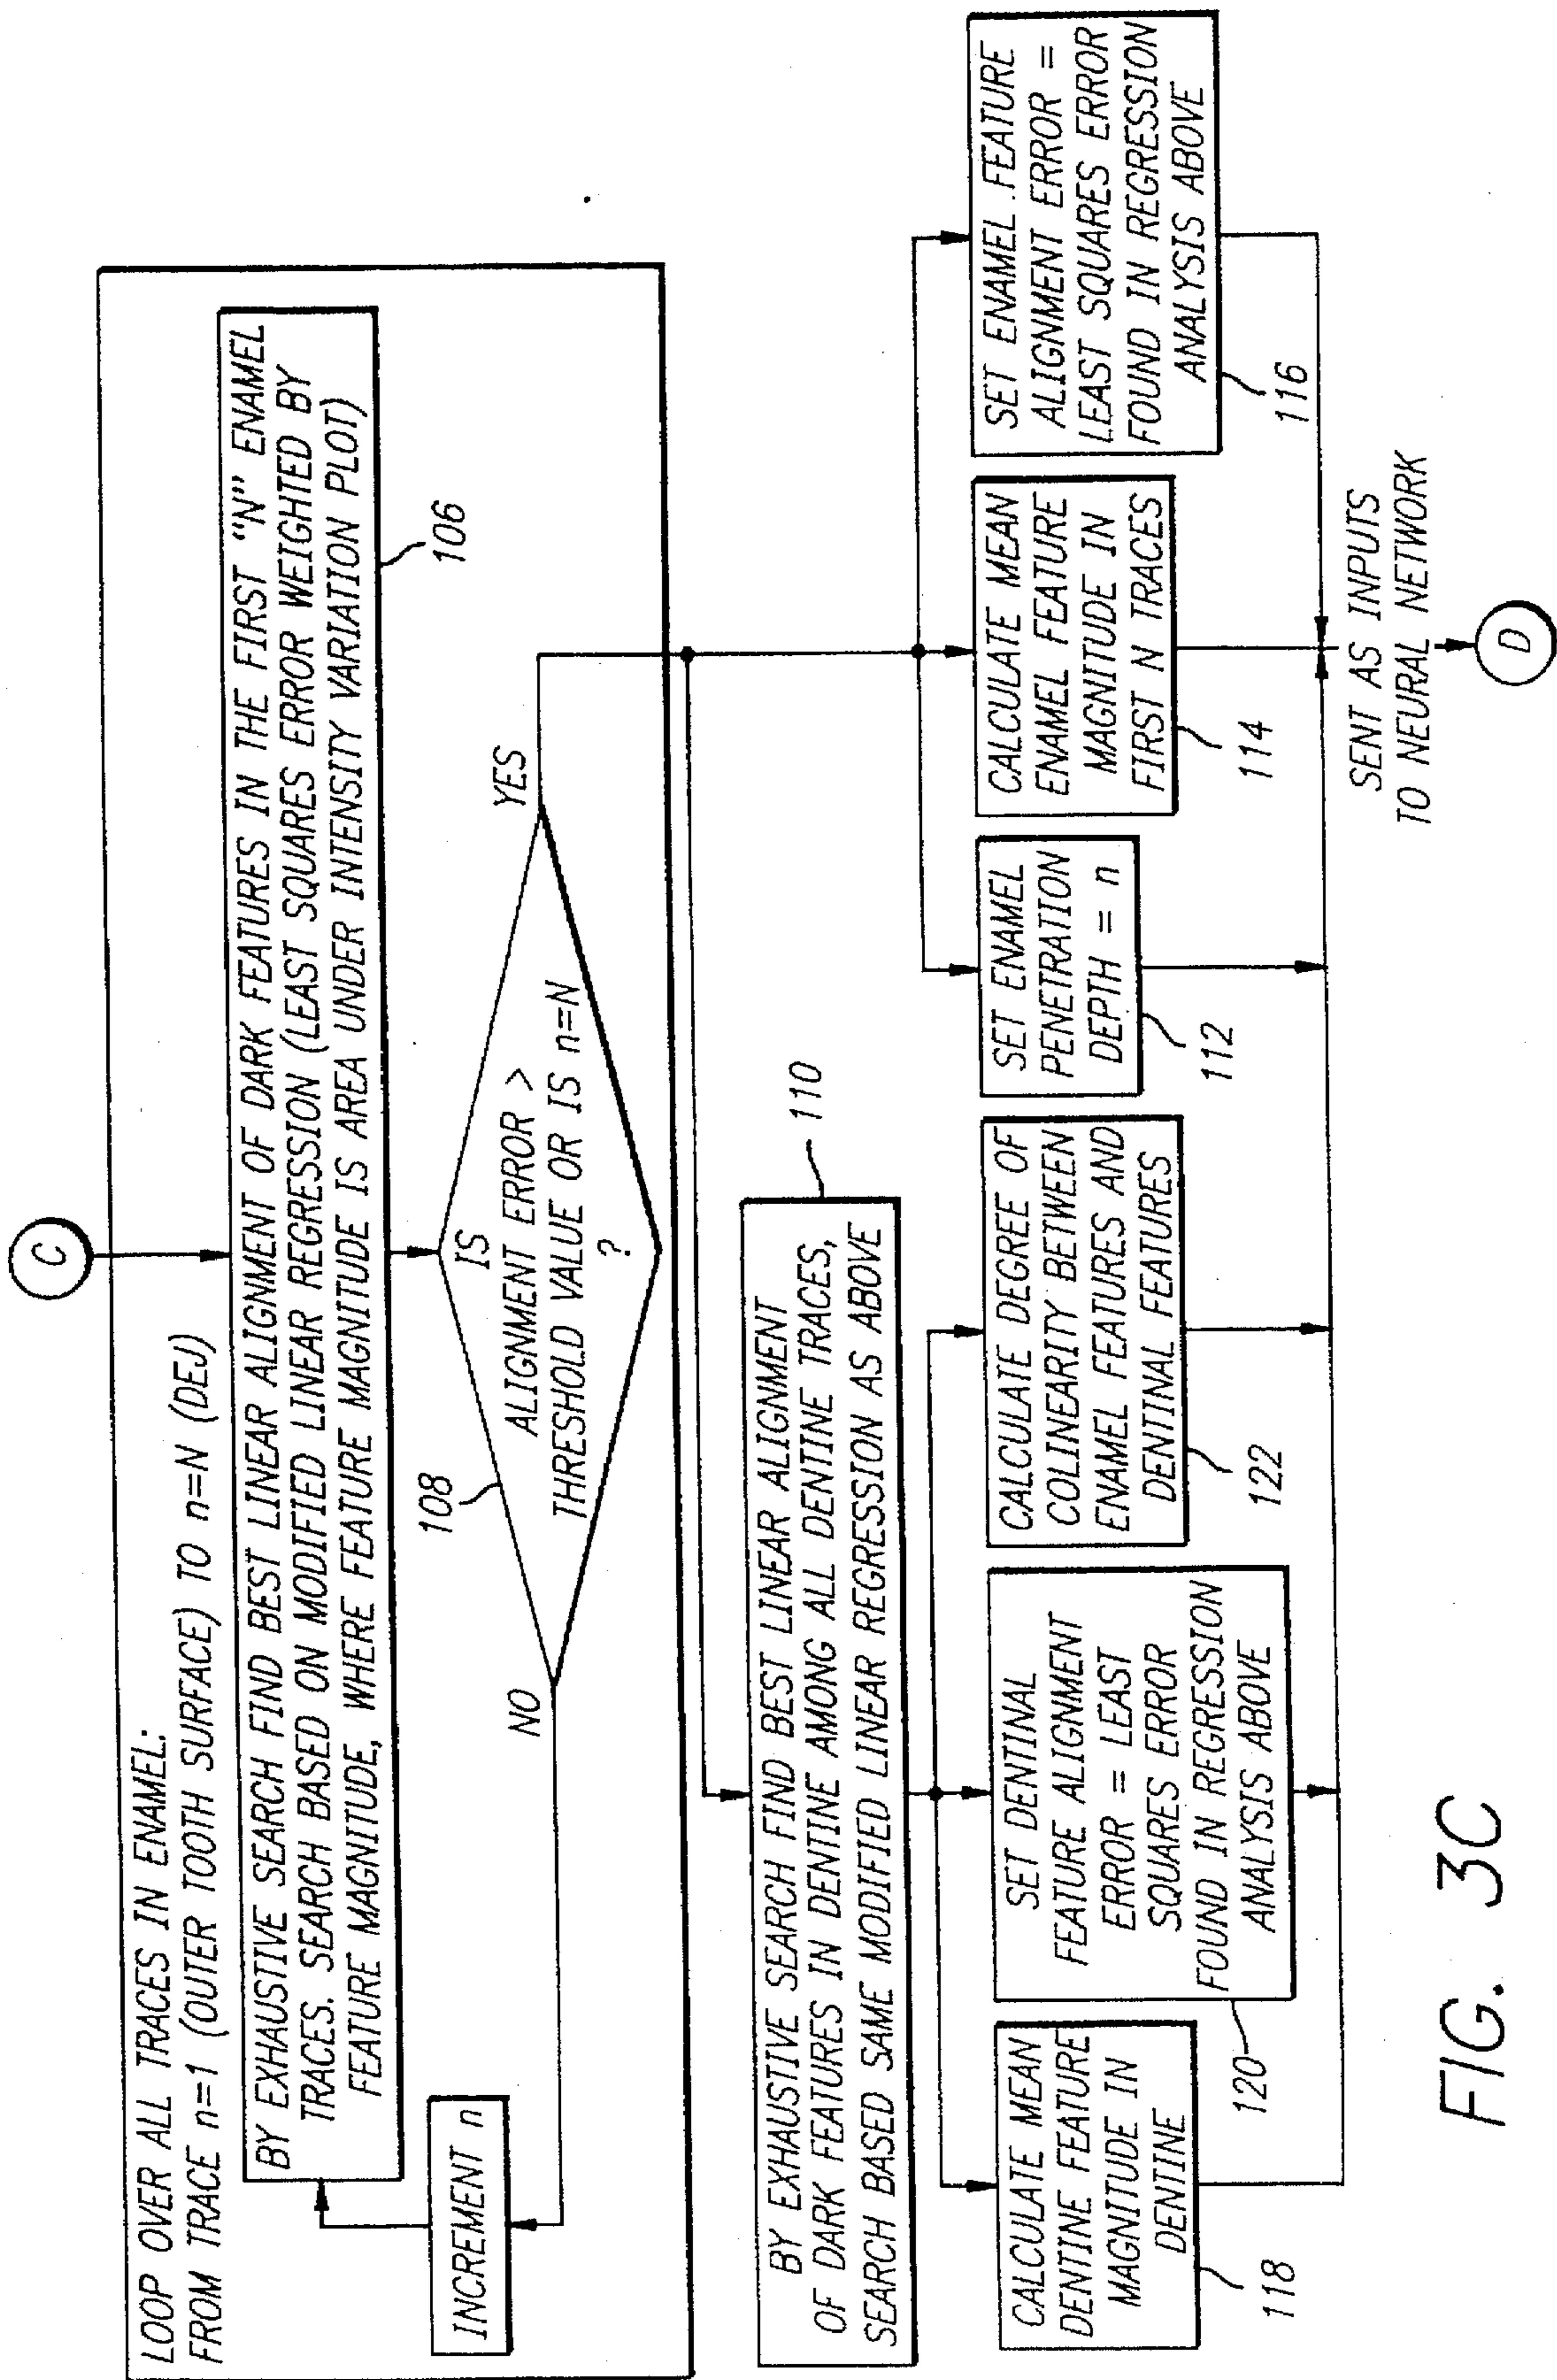 C
LOOP OVER ALL TRACES IN ENAMEL:
FROM TRACE n=1 (OUTER TOOTH SURFACE) TO n=N (DEJ)
BY EXHAUSTIVE SEARCH FIND BEST LINEAR ALIGNMENT OF DARK FEATURES IN THE FIRST "N" ENAMEL
TRACES. SEARCH BASED ON MODIFIED LINEAR REGRESSION (LEAST SQUARES ERROR WEIGHTED BY
FEATURE MAGNITUDE, WHERE FEATURE MAGNITUDE IS AREA UNDER INTENSITY VARIATION PLOT)
106
INCREMENT n
108
IS
ALIGNMENT ERROR >
THRESHOLD VALUE OR IS n=N
?
NO
YES
BY EXHAUSTIVE SEARCH FIND BEST LINEAR ALIGNMENT
OF DARK FEATURES IN DENTINE AMONG ALL DENTINE TRACES,
SEARCH BASED SAME MODIFIED LINEAR REGRESSION AS ABOVE
110
CALCULATE MEAN
DENTINE FEATURE
MAGNITUDE IN
DENTINE
118
SET DENTINAL
FEATURE ALIGNMENT
ERROR = LEAST
SQUARES ERROR
FOUND IN REGRESSION
ANALYSIS ABOVE
120
CALCULATE DEGREE OF
COLINEARITY BETWEEN
ENAMEL FEATURES AND
DENTINAL FEATURES
122
SET ENAMEL
PENETRATION
DEPTH = n
112
CALCULATE MEAN
ENAMEL FEATURE
MAGNITUDE IN
FIRST N TRACES
114
SET ENAMEL FEATURE
ALIGNMENT ERROR =
LEAST SQUARES ERROR
FOUND IN REGRESSION
ANALYSIS ABOVE
116
SENT AS INPUTS
TO NEURAL NETWORK
D
FIG. 3C